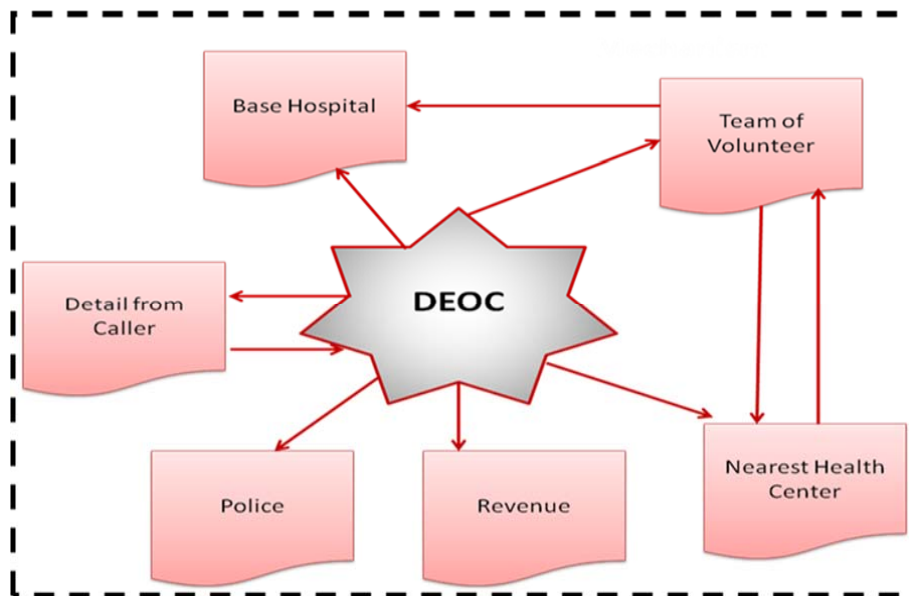 Base Hospital
Team of
Volunteer
Detail from
Caller
DEOC
Police
Revenue
Nearest Health
Center